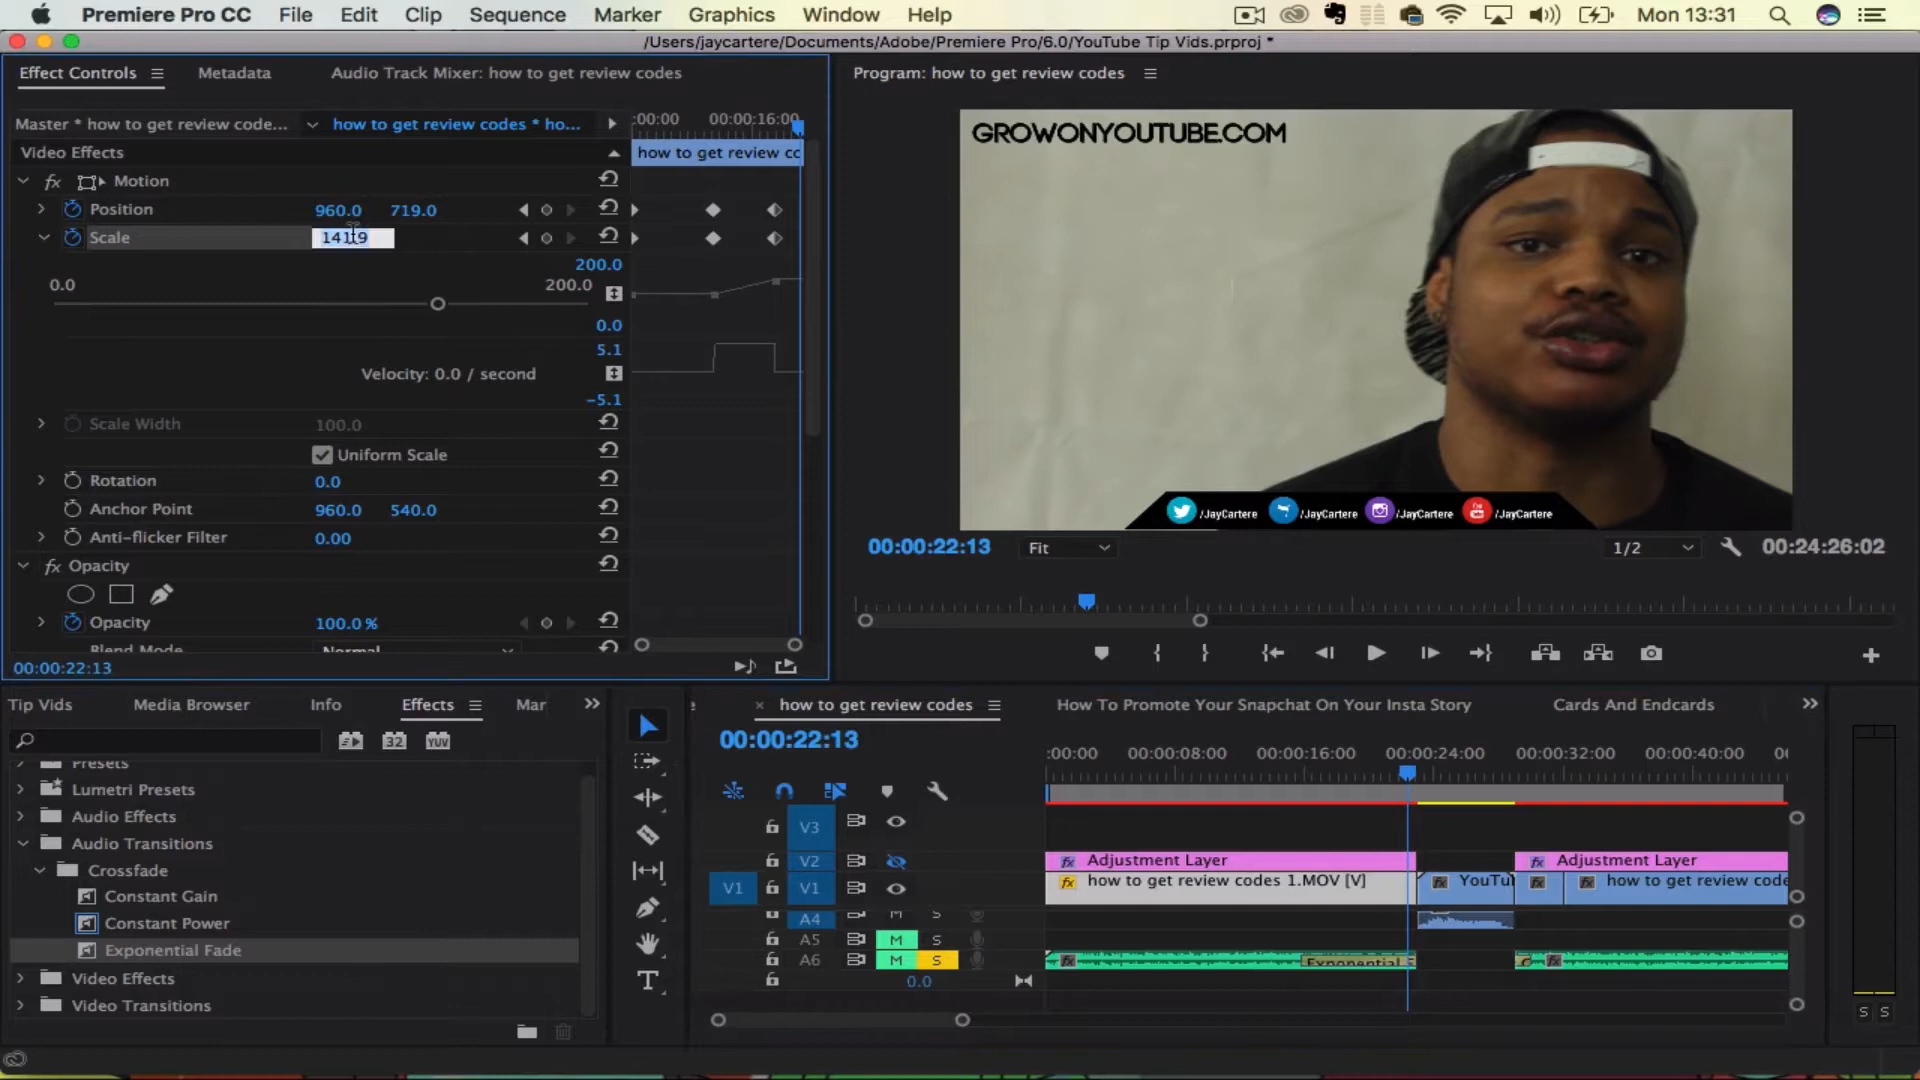 Premiere Pro CC File Edit Clip Sequence Marker Graphics Window Help Mon 13:31
/Users/jaycartere/Documents/Adobe/Premiere Pro/6.0/YouTube Tip Vids.prproj *
Effect Controls Metadata Audio Track Mixer: how to get review codes
Master * how to get review code... how to get review codes * ho...
:00:00 00:00:16:00
Video Effects
how to get review cc
Motion
Position 960.0 719.0
Scale 141.9
200.0
0.0 200.0
0.0
5.1
Velocity: 0.0 / second
-5.1
Scale Width 100.0
Uniform Scale
Rotation 0.0
Anchor Point 960.0 540.0
Anti-flicker Filter 0.00
Opacity
Opacity 100.0 %
Blend Mode Normal
00:00:22:13
Program: how to get review codes
GROWONYOUTUBE.COM
/JayCartere /JayCartere /JayCartere /JayCartere
00:00:22:13 Fit 1/2 00:24:26:02
Tip Vids Media Browser Info Effects Mar
32 YUV
Presets
Lumetri Presets
Audio Effects
Audio Transitions
Crossfade
Constant Gain
Constant Power
Exponential Fade
Video Effects
Video Transitions
how to get review codes How To Promote Your Snapchat On Your Insta Story Cards And Endcards
00:00:22:13
:00:00 00:00:08:00 00:00:16:00 00:00:24:00 00:00:32:00 00:00:40:00 00
V3
V2 Adjustment Layer Adjustment Layer
V1 V1 how to get review codes 1.MOV [V] YouTu how to get review code
A4 M S
A5 M S
A6 M S Exponential
0.0
S S